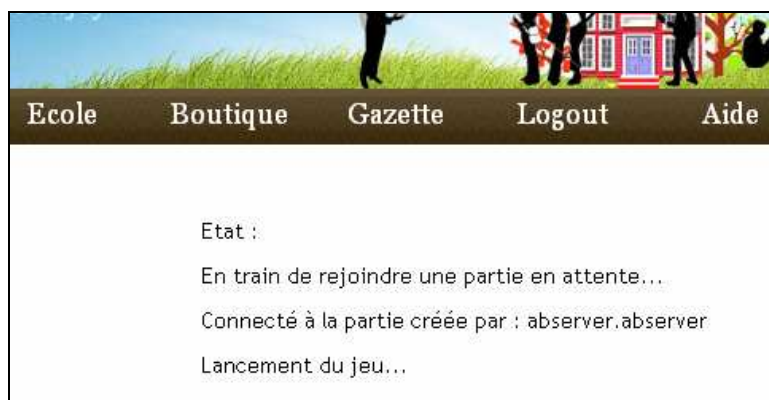 Ecole Boutique Gazette Logout Aide
Etat :
En train de rejoindre une partie en attente...
Connecté à la partie créée par : abserver.abserver
Lancement du jeu...